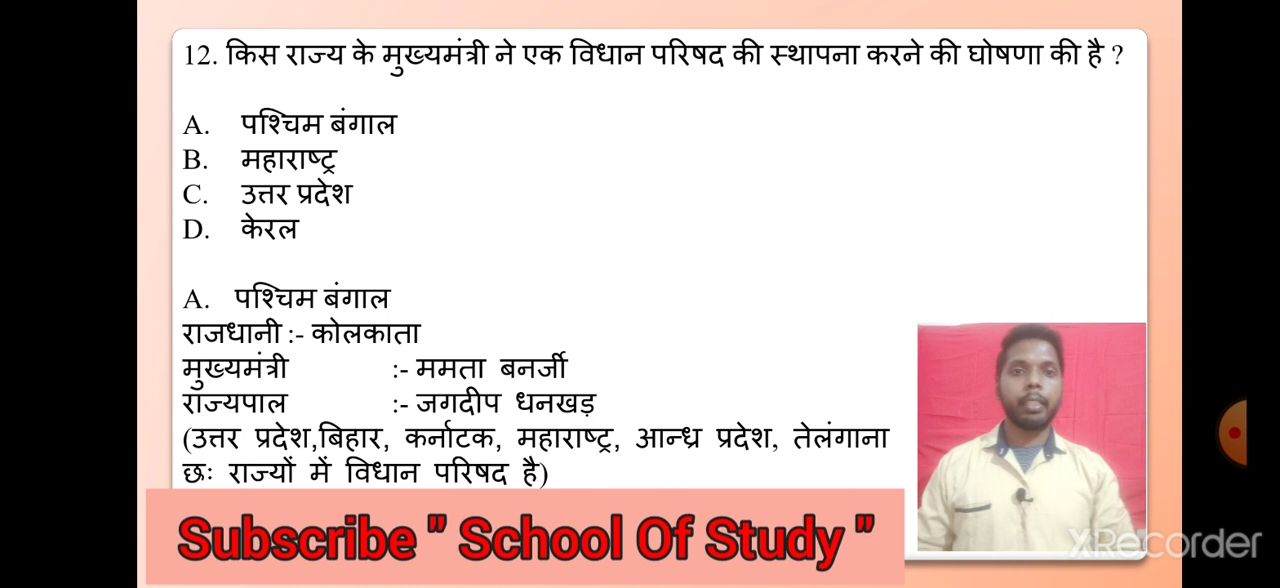 12. किस राज्य के मुख्यमंत्री ने एक विधान परिषद की स्थापना करने की घोषणा की है ?
A. पश्चिम बंगाल
B. महाराष्ट्र
C. उत्तर प्रदेश
D. केरल
A. पश्चिम बंगाल
राजधानी :- कोलकाता
मुख्यमंत्री :- ममता बनर्जी
राज्यपाल :- जगदीप धनखड़
(उत्तर प्रदेश,बिहार, कर्नाटक, महाराष्ट्र, आन्ध्र प्रदेश, तेलंगाना
छः राज्यों में विधान परिषद है)
Subscribe " School Of Study "
XRecorder